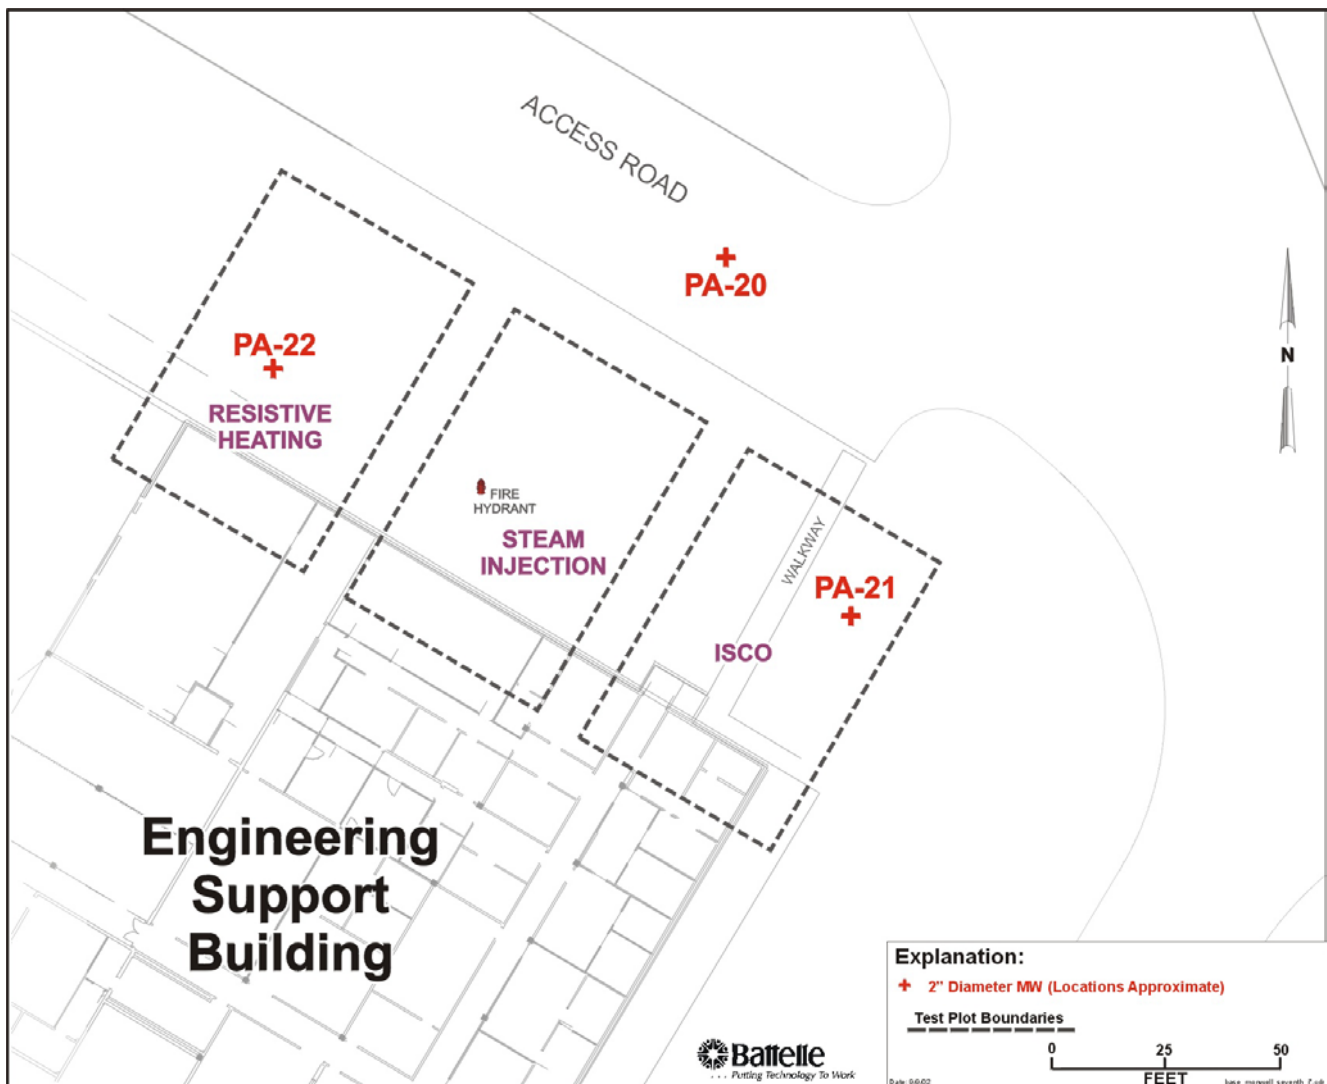 ACCESS ROAD
PA-20
PA-22
RESISTIVE
HEATING
N
FIRE
HYDRANT
STEAM
INJECTION
WALKWAY
PA-21
ISCO
Engineering
Support
Building
Explanation:
2" Diameter MW (Locations Approximate)
Test Plot Boundaries
0 25 50
FEET
Battelle
... Putting Technology To Work
Date: